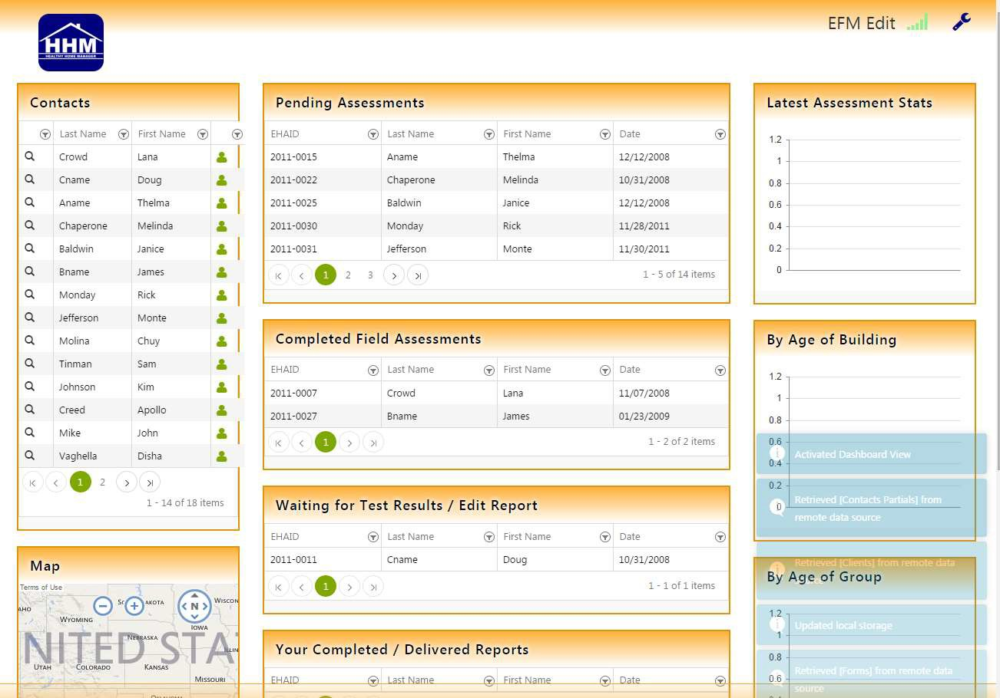 HHM
HEALTHY HOME MANAGER
EFM Edit
Contacts
Last Name First Name
Crowd Lana
Cname Doug
Aname Thelma
Chaperone Melinda
Baldwin Janice
Bname James
Monday Rick
Jefferson Monte
Molina Chuy
Tinman Sam
Johnson Kim
Creed Apollo
Mike John
Vaghella Disha
1 2
1 - 14 of 18 items
Map
Terms of Use
AHO
WYOMING
AKOTA
WISCON
N
NITED STA
NEBRASKA
IOWA
ILLIN
UTAH
COLORADO
KANSAS
MISSOURI
OKLAHOMA
Pending Assessments
EHAID Last Name First Name Date
2011-0015 Aname Thelma 12/12/2008
2011-0022 Chaperone Melinda 10/31/2008
2011-0025 Baldwin Janice 12/12/2008
2011-0030 Monday Rick 11/28/2011
2011-0031 Jefferson Monte 11/30/2011
1 2 3
1 - 5 of 14 items
Completed Field Assessments
EHAID Last Name First Name Date
2011-0007 Crowd Lana 11/07/2008
2011-0027 Bname James 01/23/2009
1
1 - 2 of 2 items
Waiting for Test Results / Edit Report
EHAID Last Name First Name Date
2011-0011 Cname Doug 10/31/2008
1
1 - 1 of 1 items
Your Completed / Delivered Reports
EHAID Last Name First Name Date
Latest Assessment Stats
1.2
1
0.8
0.6
0.4
0.2
0
By Age of Building
1.2
1
0.8
0.6
0.4
0.2
0
Activated Dashboard View
Retrieved [Contacts Partials] from
remote data source
Retrieved [Clients] from remote data
By Age of Group
1.2
1
0.8
0.6
Updated local storage
Retrieved [Forms] from remote data
source